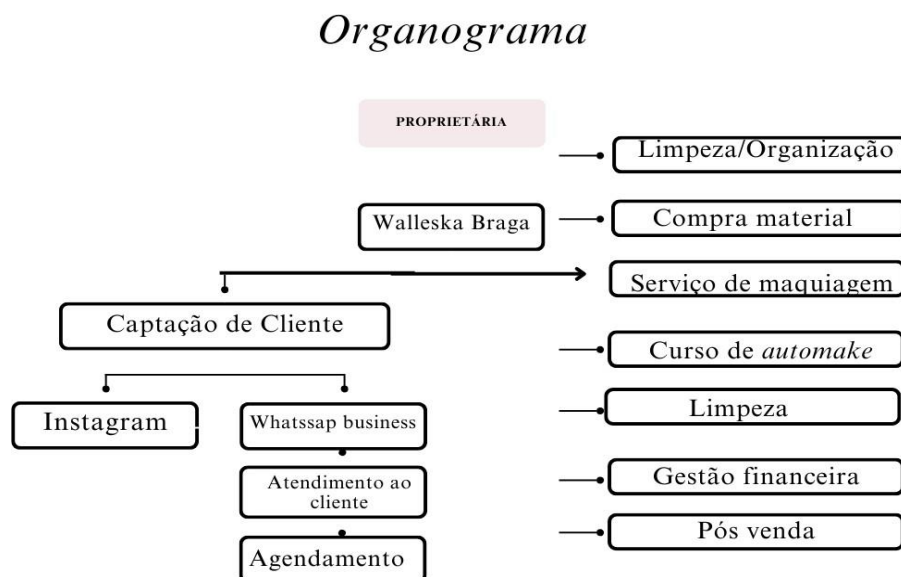 Organograma
PROPRIETÁRIA
Walleska Braga
Captação de Cliente
Instagram
Whatssap business
Atendimento ao
cliente
Agendamento
Limpeza/Organização
Compra material
Serviço de maquiagem
Curso de automake
Limpeza
Gestão financeira
Pós venda